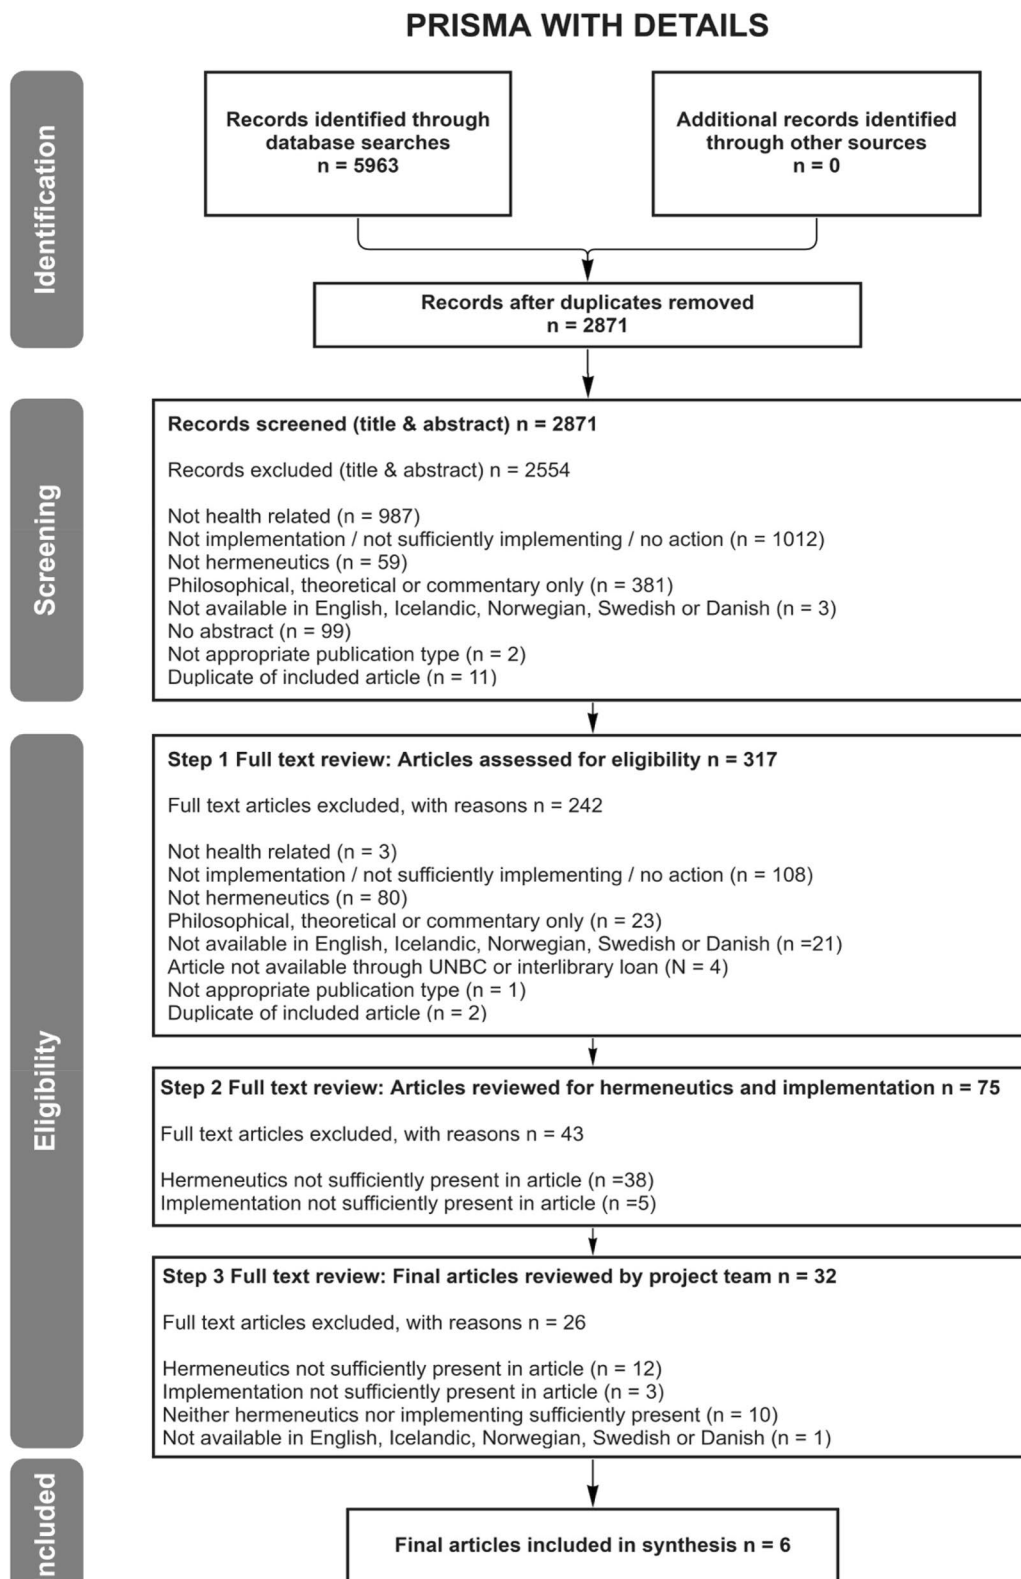 PRISMA WITH DETAILS
Identification
Records identified through
database searches
n = 5963
Additional records identified
through other sources
n = 0
Records after duplicates removed
n = 2871
Screening
Records screened (title & abstract) n = 2871
Records excluded (title & abstract) n = 2554
Not health related (n = 987)
Not implementation / not sufficiently implementing / no action (n = 1012)
Not hermeneutics (n = 59)
Philosophical, theoretical or commentary only (n = 381)
Not available in English, Icelandic, Norwegian, Swedish or Danish (n = 3)
No abstract (n = 99)
Not appropriate publication type (n = 2)
Duplicate of included article (n = 11)
Eligibility
Step 1 Full text review: Articles assessed for eligibility n = 317
Full text articles excluded, with reasons n = 242
Not health related (n = 3)
Not implementation / not sufficiently implementing / no action (n = 108)
Not hermeneutics (n = 80)
Philosophical, theoretical or commentary only (n = 23)
Not available in English, Icelandic, Norwegian, Swedish or Danish (n =21)
Article not available through UNBC or interlibrary loan (N = 4)
Not appropriate publication type (n = 1)
Duplicate of included article (n = 2)
Step 2 Full text review: Articles reviewed for hermeneutics and implementation n = 75
Full text articles excluded, with reasons n = 43
Hermeneutics not sufficiently present in article (n =38)
Implementation not sufficiently present in article (n =5)
Step 3 Full text review: Final articles reviewed by project team n = 32
Full text articles excluded, with reasons n = 26
Hermeneutics not sufficiently present in article (n = 12)
Implementation not sufficiently present in article (n = 3)
Neither hermeneutics nor implementing sufficiently present (n = 10)
Not available in English, Icelandic, Norwegian, Swedish or Danish (n = 1)
ncluded
Final articles included in synthesis n = 6